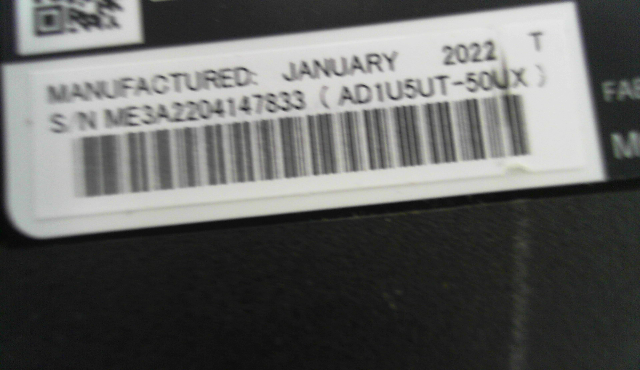 MANUFACTURED: JANUARY 2022 T
S/N ME3A2204147833 ( AD1U5UT-50UX )